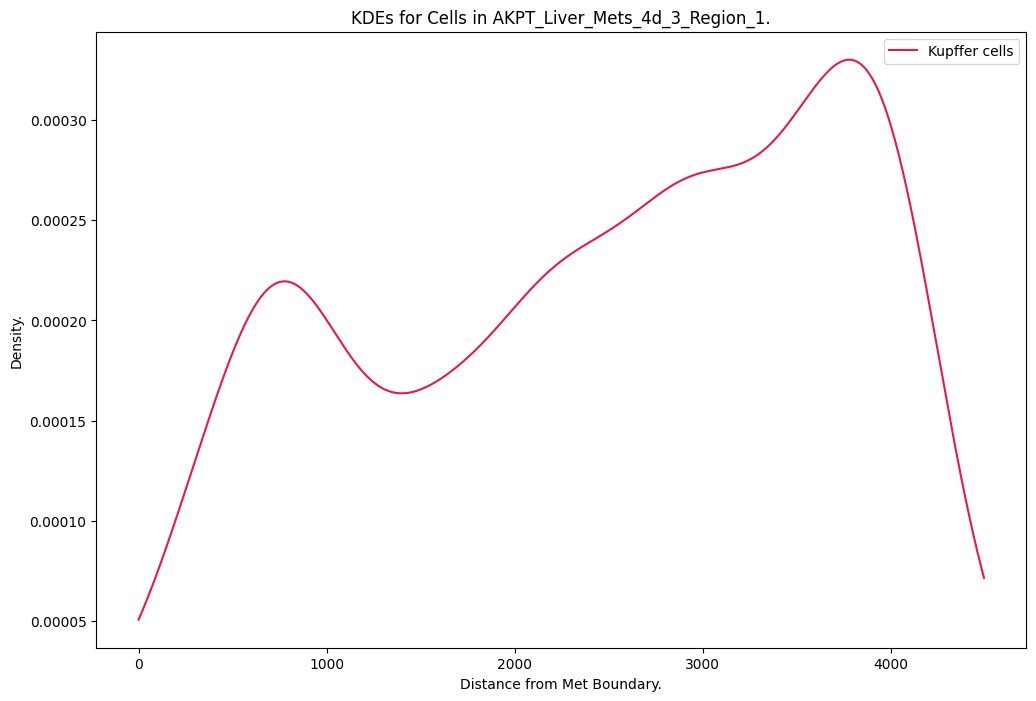 KDEs for Cells in AKPT_Liver_Mets_4d_3_Region_1.
Kupffer cells
0.00030
0.00025
0.00020
0.00015
0.00010
0.00005
Density.
0 1000 2000 3000 4000
Distance from Met Boundary.